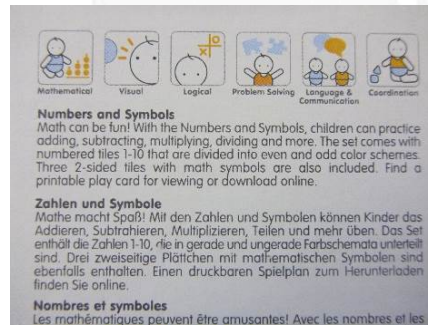 Mathematical Visual Logical Problem Solving Language & Communication Coordination
Numbers and Symbols
Math can be fun! With the Numbers and Symbols, children can practice
adding, subtracting, multiplying, dividing and more. The set comes with
numbered tiles 1-10 that are divided into even and odd color schemes.
Three 2-sided tiles with math symbols are also included. Find a
printable play card for viewing or download online.
Zahlen und Symbole
Mathe macht Spaß! Mit den Zahlen und Symbolen können Kinder das
Addieren, Subtrahieren, Multiplizieren, Teilen und mehr üben. Das Set
enthält die Zahlen 1-10, die in gerade und ungerade Farbschemata unterteilt
sind. Drei zweiseitige Plättchen mit mathematischen Symbolen sind
ebenfalls enthalten. Einen druckbaren Spielplan zum Herunterladen
finden Sie online.
Nombres et symboles
Les mathématiques peuvent être amusantes! Avec les nombres et les